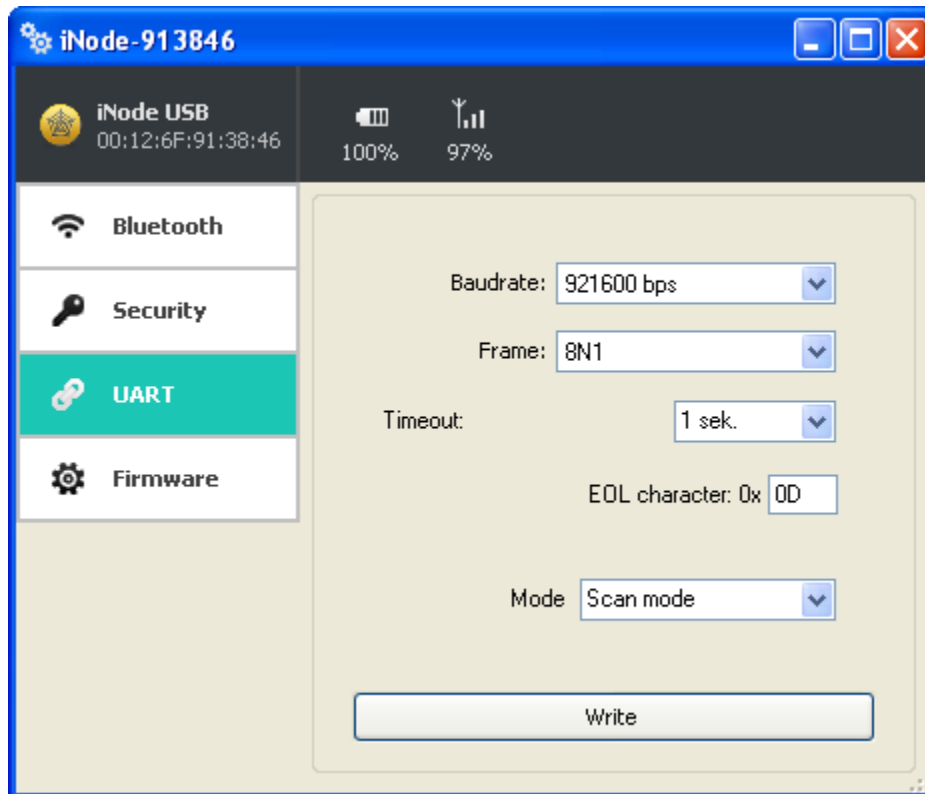 iNode-913846
iNode USB
00:12:6F:91:38:46
100%
97%
Bluetooth
Security
UART
Firmware
Baudrate: 921600 bps
Frame: 8N1
Timeout: 1 sek.
EOL character: 0x 0D
Mode Scan mode
Write